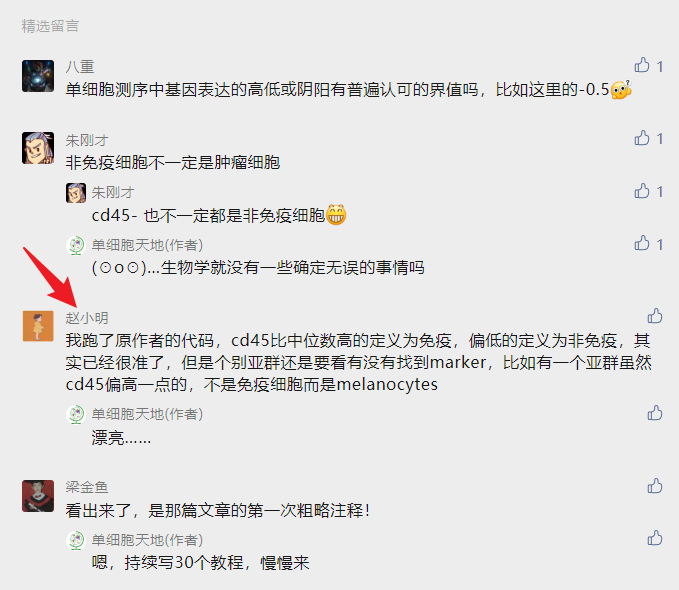 精选留言
八重
1
单细胞测序中基因表达的高低或阴阳有普遍认可的界值吗，比如这里的-0.5
朱刚才
1
非免疫细胞不一定是肿瘤细胞
朱刚才
1
cd45- 也不一定都是非免疫细胞
单细胞天地(作者)
1
(⊙o⊙)…生物学就没有一些确定无误的事情吗
赵小明
我跑了原作者的代码，cd45比中位数高的定义为免疫，偏低的定义为非免疫，其
实已经很准了，但是个别亚群还是要看有没有找到marker，比如有一个亚群虽然
cd45偏高一点的，不是免疫细胞而是melanocytes
单细胞天地(作者)
漂亮……
梁金鱼
看出来了，是那篇文章的第一次粗略注释！
单细胞天地(作者)
嗯，持续写30个教程，慢慢来